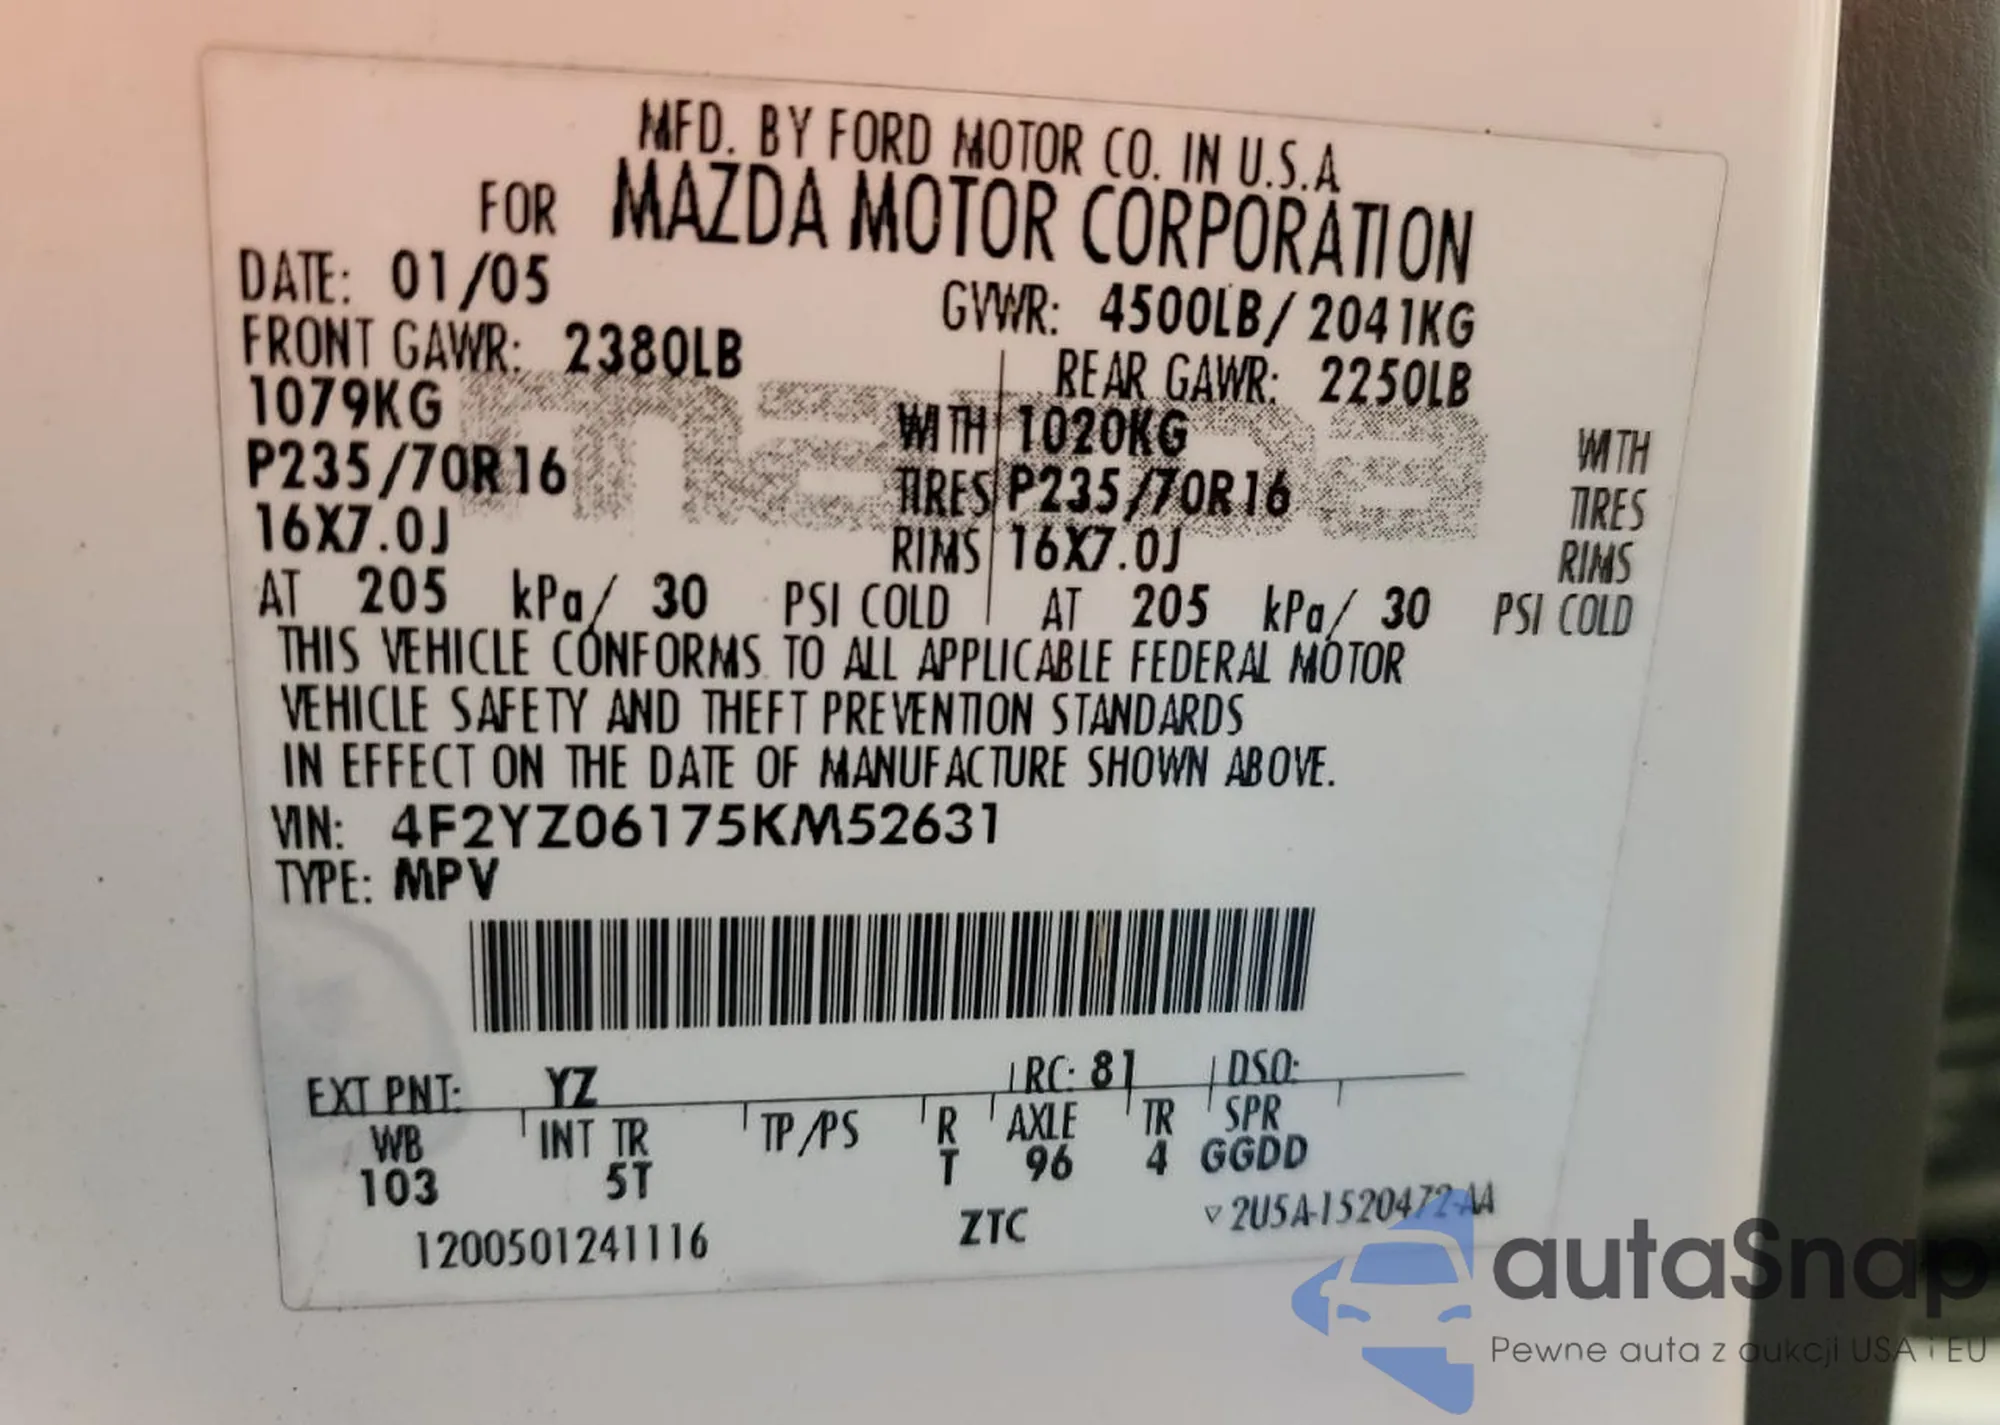 MFD. BY FORD MOTOR CO. IN U.S.A
FOR MAZDA MOTOR CORPORATION
DATE: 01/05 GVWR: 4500LB/2041KG
FRONT GAWR: 2380LB REAR GAWR: 2250LB
1079KG WITH 1020KG WITH
P235/70R16 TIRES P235/70R16 TIRES
16X7.0J RIMS 16X7.0J RIMS
AT 205 kPa/ 30 PSI COLD AT 205 kPa/ 30 PSI COLD
THIS VEHICLE CONFORMS TO ALL APPLICABLE FEDERAL MOTOR
VEHICLE SAFETY AND THEFT PREVENTION STANDARDS
IN EFFECT ON THE DATE OF MANUFACTURE SHOWN ABOVE.
VIN: 4F2YZ06175KM52631
TYPE: MPV
EXT PNT: YZ RC: 81 DSO:
WB INT TR TP/PS R AXLE TR SPR
103 5T T 96 4 GGDD
1200501241116 ZTC ▿2U5A-1520472-AA
autaSnap
Pewne auta z aukcji USA i EU